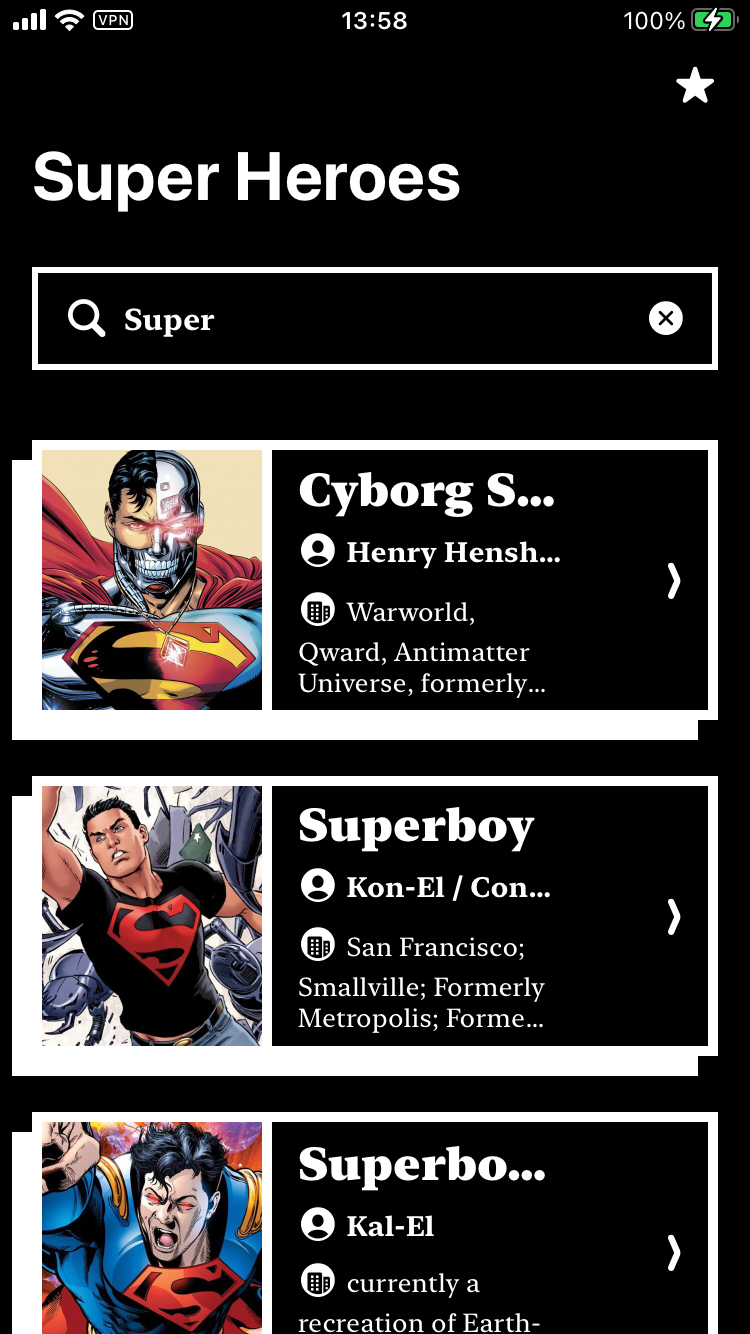 VPN 13:58 100%
Super Heroes
Super
Cyborg S...
Henry Hensh...
Warworld,
Qward, Antimatter
Universe, formerly...
Superboy
Kon-El / Con...
San Francisco;
Smallville; Formerly
Metropolis; Forme...
Superbo...
Kal-El
currently a
recreation of Earth-